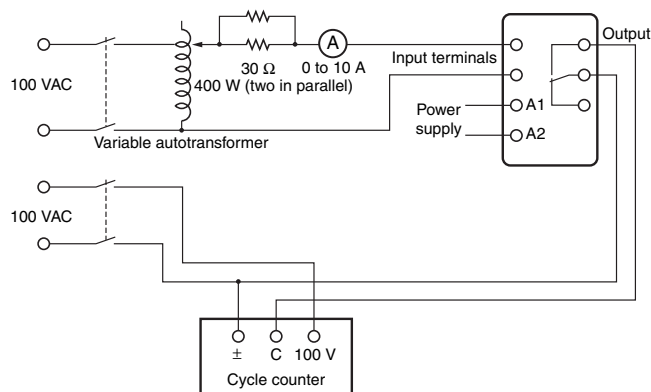 100 VAC
30 Ω
400 W (two in parallel)
A
0 to 10 A
Variable autotransformer
Input terminals
Output
Power
supply
A1
A2
100 VAC
± C 100 V
Cycle counter